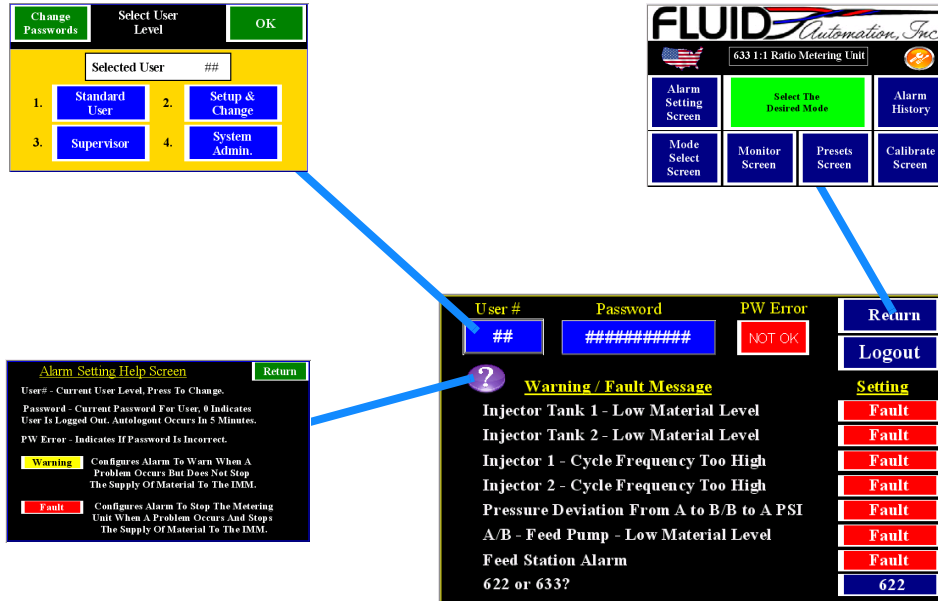 Change
Passwords
Select User
Level
OK
Selected User ##
1. Standard
User
2. Setup &
Change
3. Supervisor
4. System
Admin.
FLUID
Automation, Inc
633 1:1 Ratio Metering Unit
Alarm
Setting
Screen
Select The
Desired Mode
Alarm
History
Mode
Select
Screen
Monitor
Screen
Presets
Screen
Calibrate
Screen
User # Password PW Error
## ########### NOT OK
Return
Logout
?
Warning / Fault Message Setting
Injector Tank 1 - Low Material Level Fault
Injector Tank 2 - Low Material Level Fault
Injector 1 - Cycle Frequency Too High Fault
Injector 2 - Cycle Frequency Too High Fault
Pressure Deviation From A to B/B to A PSI Fault
A/B - Feed Pump - Low Material Level Fault
Feed Station Alarm Fault
622 or 633? 622
Alarm Setting Help Screen Return
User# - Current User Level, Press To Change.
Password - Current Password For User, 0 Indicates
User Is Logged Out. Autologout Occurs In 5 Minutes.
PW Error - Indicates If Password Is Incorrect.
Warning Configures Alarm To Warn When A
Problem Occurs But Does Not Stop
The Supply Of Material To The IMM.
Fault Configures Alarm To Stop The Metering
Unit When A Problem Occurs And Stops
The Supply Of Material To The IMM.